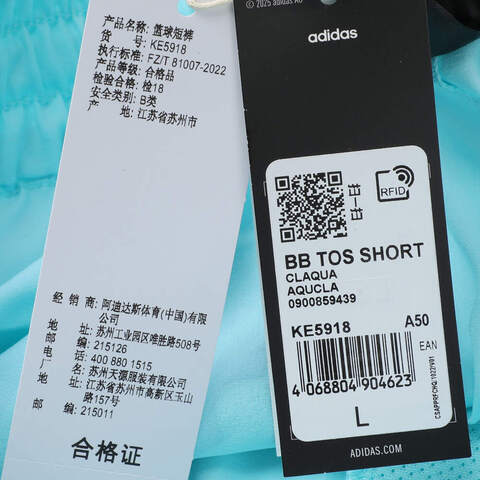 产品名称: 篮球短裤
货 号: KE5918
执行标准: FZ/T 81007-2022
产品等级: 合格品
检验合格: 检18
安全类别: B类
产 地: 江苏省苏州市
经 销 商: 阿迪达斯体育(中国)有限公司
地 址: 苏州工业园区唯胜路508号
邮 编: 215126
电 话: 400 880 1515
制 造 商: 苏州天源服装有限公司
地 址: 江苏省苏州市高新区玉山路157号
邮 编: 215011
合格证
© 2025 adidas AG
adidas
RFID
BB TOS SHORT
CLAQUA
AQUCLA
0900859439
KE5918 A50
EAN
4 068804 904623
L
ADIDAS.COM